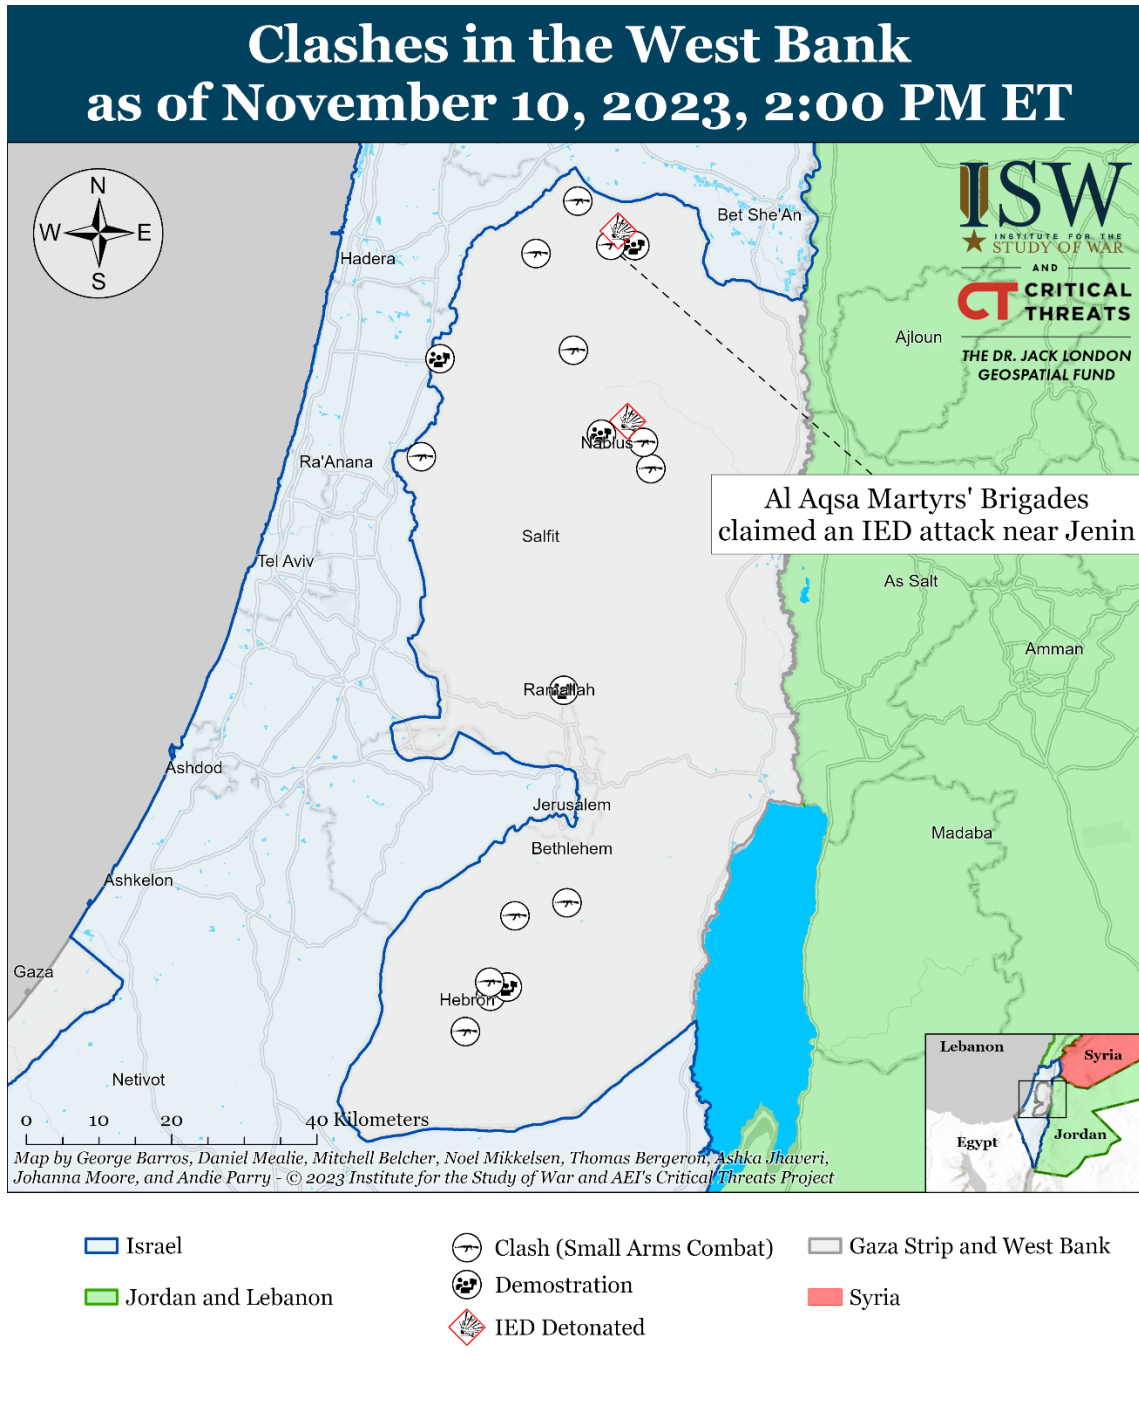 Clashes in the West Bank
as of November 10, 2023, 2:00 PM ET
N
W E
S
ISW
INSTITUTE FOR THE
STUDY OF WAR
AND
CT CRITICAL
THREATS
THE DR. JACK LONDON
GEOSPATIAL FUND
Bet She'An
Hadera
Ajloun
Nablus
Ra'Anana
Al Aqsa Martyrs' Brigades
claimed an IED attack near Jenin
Salfit
Tel Aviv
As Salt
Amman
Ramallah
Ashdod
Jerusalem
Madaba
Bethlehem
Ashkelon
Gaza
Hebron
Netivot
Lebanon
Syria
Egypt
Jordan
0 10 20 40 Kilometers
Map by George Barros, Daniel Mealie, Mitchell Belcher, Noel Mikkelsen, Thomas Bergeron, Ashka Jhaveri,
Johanna Moore, and Andie Parry - © 2023 Institute for the Study of War and AEI's Critical Threats Project
Israel
Clash (Small Arms Combat)
Gaza Strip and West Bank
Demostration
Jordan and Lebanon
Syria
IED Detonated